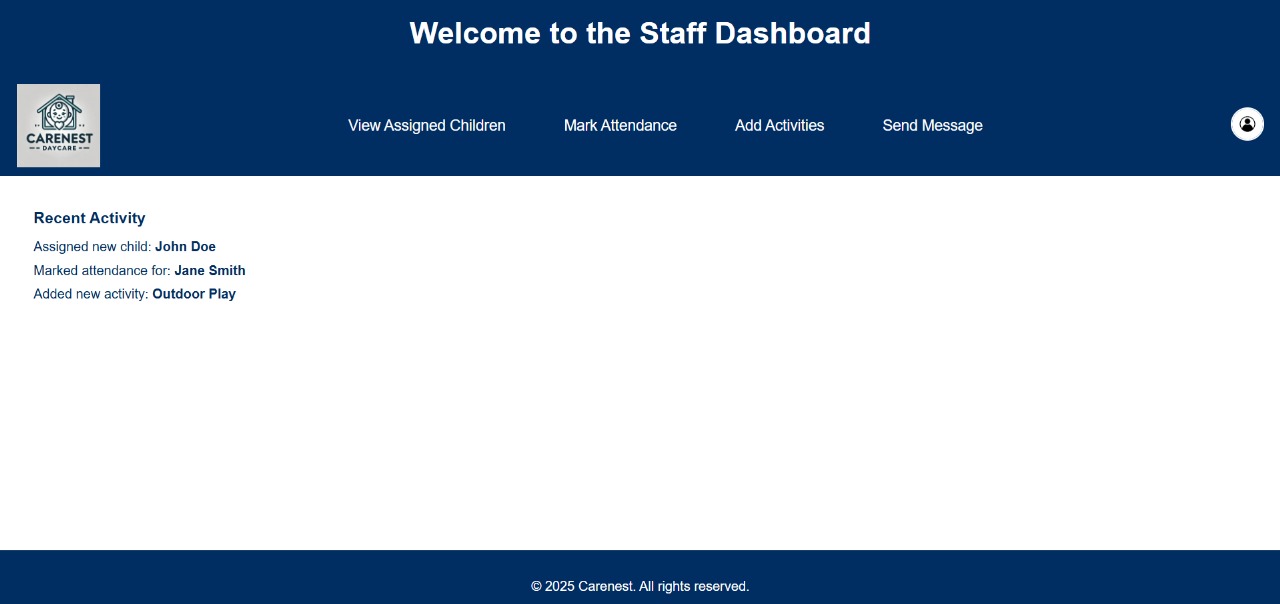 Welcome to the Staff Dashboard
CARENEST
DAYCARE
View Assigned Children
Mark Attendance
Add Activities
Send Message
Recent Activity
Assigned new child: John Doe
Marked attendance for: Jane Smith
Added new activity: Outdoor Play
© 2025 Carenest. All rights reserved.